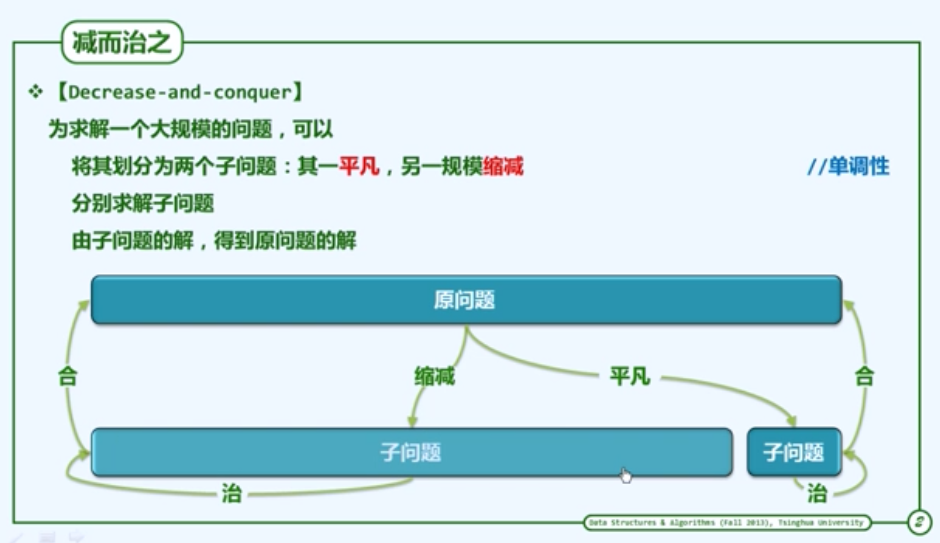 减而治之
❖【Decrease-and-conquer】
为求解一个大规模的问题，可以
将其划分为两个子问题：其一平凡，另一规模缩减 //单调性
分别求解子问题
由子问题的解，得到原问题的解
原问题
合 缩减 平凡 合
子问题 子问题
治 治
Data Structures & Algorithms (Fall 2013), Tsinghua University 2